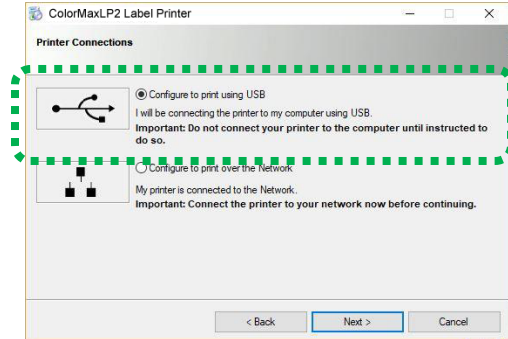 ColorMaxLP2 Label Printer
Printer Connections
Configure to print using USB
I will be connecting the printer to my computer using USB.
Important: Do not connect your printer to the computer until instructed to
do so.
Configure to print over the Network
My printer is connected to the Network.
Important: Connect the printer to your network now before continuing.
< Back
Next >
Cancel